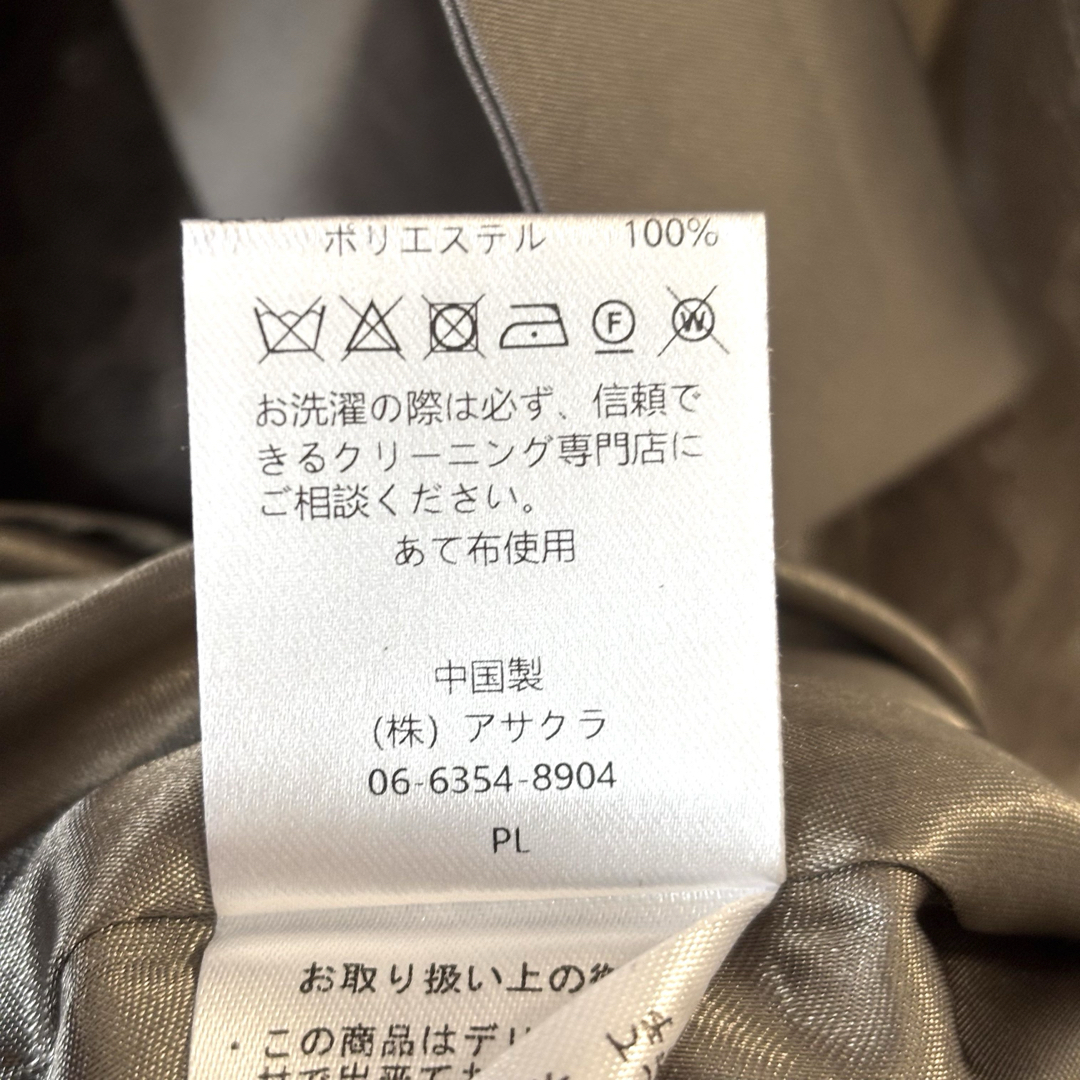 ポリエステル 100%
F W
お洗濯の際は必ず、信頼で
きるクリーニング専門店に
ご相談ください。
あて布使用
中国製
(株) アサクラ
06-6354-8904
PL
お取り扱い上の
・この商品はデリ